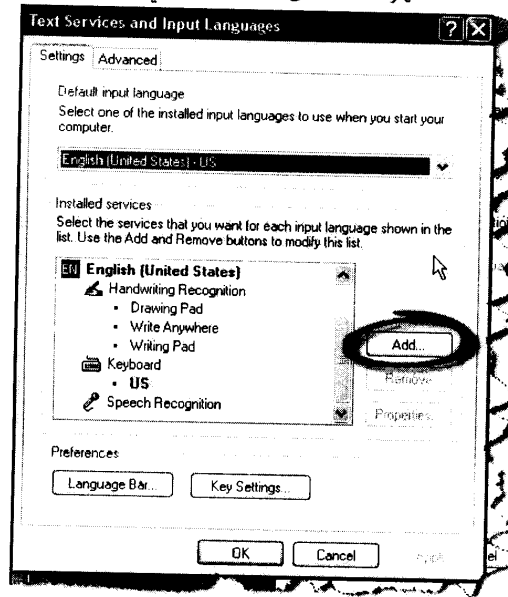 Text Services and Input Languages
Settings Advanced
Default input language
Select one of the installed input languages to use when you start your
computer.
English (United States) - US
Installed services
Select the services that you want for each input language shown in the
list. Use the Add and Remove buttons to modify this list.
EN English (United States)
Handwriting Recognition
• Drawing Pad
• Write Anywhere
• Writing Pad
Keyboard
• US
Speech Recognition
Add...
Remove
Properties...
Preferences
Language Bar... Key Settings...
OK Cancel Apply